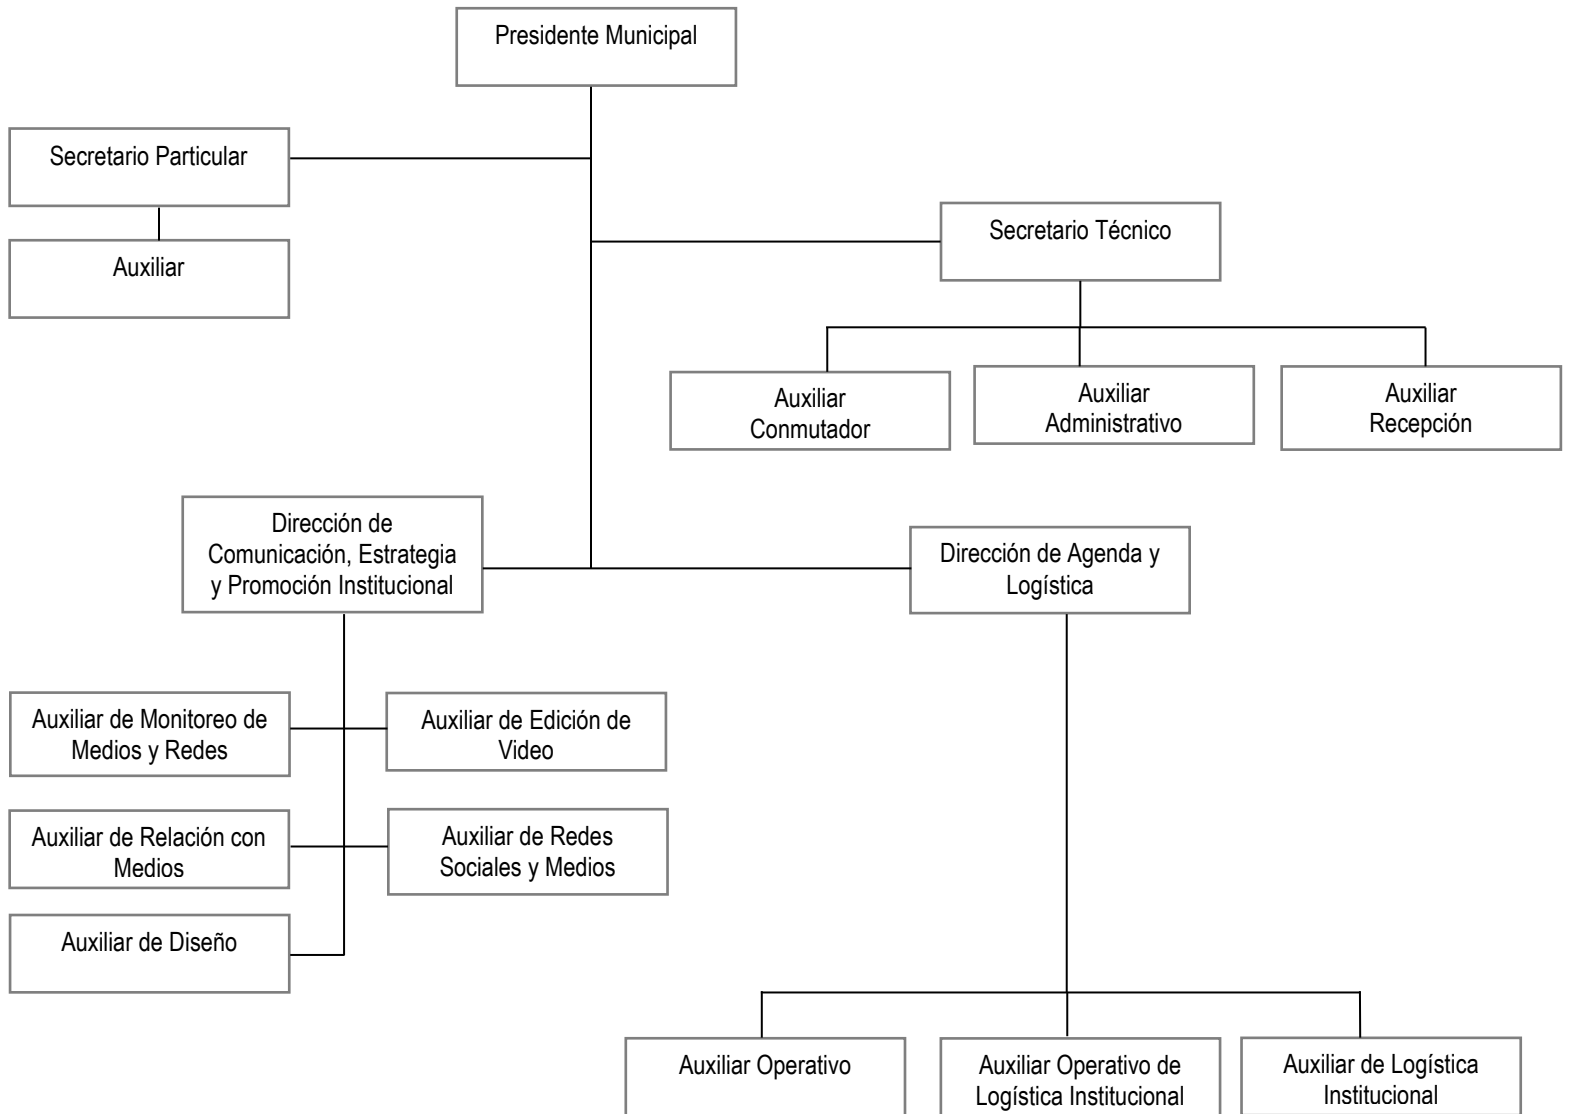 Presidente Municipal
Secretario Particular
Auxiliar
Secretario Técnico
Auxiliar
Conmutador
Auxiliar
Administrativo
Auxiliar
Recepción
Dirección de
Comunicación, Estrategia
y Promoción Institucional
Dirección de Agenda y
Logística
Auxiliar de Monitoreo de
Medios y Redes
Auxiliar de Edición de
Video
Auxiliar de Relación con
Medios
Auxiliar de Redes
Sociales y Medios
Auxiliar de Diseño
Auxiliar Operativo
Auxiliar Operativo de
Logística Institucional
Auxiliar de Logística
Institucional